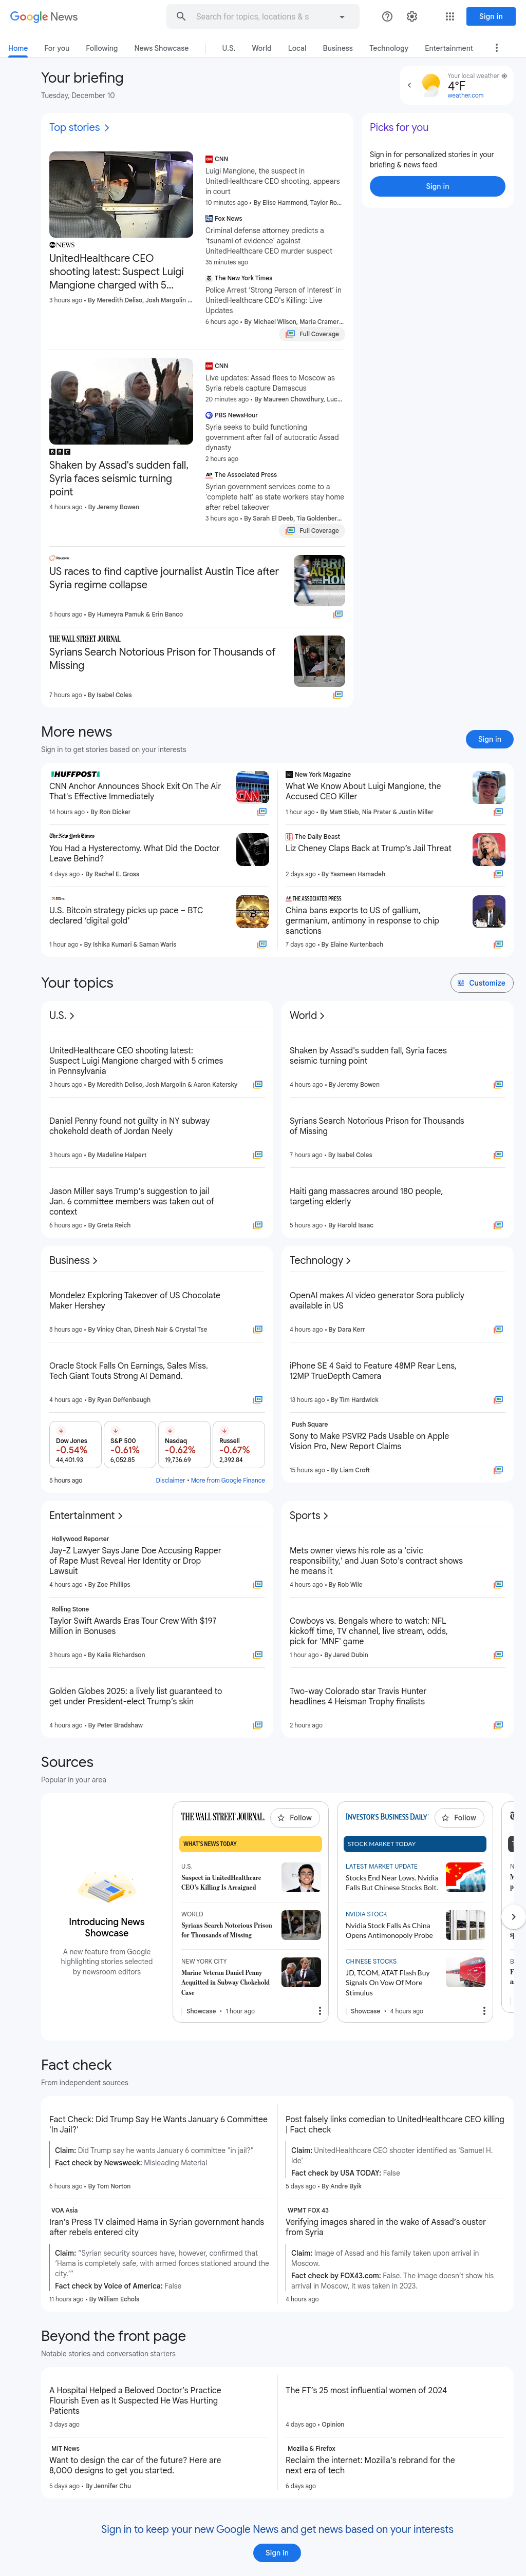 Google News
Search for topics, locations & s
Sign in
Home
For you
Following
News Showcase
U.S.
World
Local
Business
Technology
Entertainment
Your briefing
Tuesday, December 10
Your local weather
4°F
weather.com
Top stories
Picks for you
Sign in for personalized stories in your
briefing & news feed
Sign in
abc NEWS
UnitedHealthcare CEO
shooting latest: Suspect Luigi
Mangione charged with 5...
3 hours ago • By Meredith Deliso, Josh Margolin ...
CNN
Luigi Mangione, the suspect in
UnitedHealthcare CEO shooting, appears
in court
10 minutes ago • By Elise Hammond, Taylor Ro...
Fox News
Criminal defense attorney predicts a
'tsunami of evidence' against
UnitedHealthcare CEO murder suspect
35 minutes ago
The New York Times
Police Arrest 'Strong Person of Interest' in
UnitedHealthcare CEO's Killing: Live
Updates
6 hours ago • By Michael Wilson, Maria Cramer...
Full Coverage
BBC
Shaken by Assad's sudden fall,
Syria faces seismic turning
point
4 hours ago • By Jeremy Bowen
CNN
Live updates: Assad flees to Moscow as
Syria rebels capture Damascus
20 minutes ago • By Maureen Chowdhury, Luc...
PBS NewsHour
Syria seeks to build functioning
government after fall of autocratic Assad
dynasty
2 hours ago
The Associated Press
Syrian government services come to a
'complete halt' as state workers stay home
after rebel takeover
3 hours ago • By Sarah El Deeb, Tia Goldenber...
Full Coverage
Reuters
US races to find captive journalist Austin Tice after
Syria regime collapse
5 hours ago • By Humeyra Pamuk & Erin Banco
THE WALL STREET JOURNAL
Syrians Search Notorious Prison for Thousands of
Missing
7 hours ago • By Isabel Coles
More news
Sign in to get stories based on your interests
Sign in
HUFFPOST
CNN Anchor Announces Shock Exit On The Air
That's Effective Immediately
14 hours ago • By Ron Dicker
New York Magazine
What We Know About Luigi Mangione, the
Accused CEO Killer
1 hour ago • By Matt Stieb, Nia Prater & Justin Miller
The New York Times
You Had a Hysterectomy. What Did the Doctor
Leave Behind?
4 days ago • By Rachel E. Gross
The Daily Beast
Liz Cheney Claps Back at Trump's Jail Threat
2 days ago • By Yasmeen Hamadeh
U.S. Bitcoin strategy picks up pace – BTC
declared 'digital gold'
1 hour ago • By Ishika Kumari & Saman Waris
AP THE ASSOCIATED PRESS
China bans exports to US of gallium,
germanium, antimony in response to chip
sanctions
7 days ago • By Elaine Kurtenbach
Your topics
Customize
U.S.
UnitedHealthcare CEO shooting latest:
Suspect Luigi Mangione charged with 5 crimes
in Pennsylvania
3 hours ago • By Meredith Deliso, Josh Margolin & Aaron Katersky
Daniel Penny found not guilty in NY subway
chokehold death of Jordan Neely
3 hours ago • By Madeline Halpert
Jason Miller says Trump's suggestion to jail
Jan. 6 committee members was taken out of
context
6 hours ago • By Greta Reich
World
Shaken by Assad's sudden fall, Syria faces
seismic turning point
4 hours ago • By Jeremy Bowen
Syrians Search Notorious Prison for Thousands
of Missing
7 hours ago • By Isabel Coles
Haiti gang massacres around 180 people,
targeting elderly
5 hours ago • By Harold Isaac
Business
Mondelez Exploring Takeover of US Chocolate
Maker Hershey
8 hours ago • By Vinicy Chan, Dinesh Nair & Crystal Tse
Oracle Stock Falls On Earnings, Sales Miss.
Tech Giant Touts Strong AI Demand.
4 hours ago • By Ryan Deffenbaugh
Dow Jones
-0.54%
44,401.93
S&P 500
-0.61%
6,052.85
Nasdaq
-0.62%
19,736.69
Russell
-0.67%
2,392.84
5 hours ago
Disclaimer • More from Google Finance
Technology
OpenAI makes AI video generator Sora publicly
available in US
4 hours ago • By Dara Kerr
iPhone SE 4 Said to Feature 48MP Rear Lens,
12MP TrueDepth Camera
13 hours ago • By Tim Hardwick
Push Square
Sony to Make PSVR2 Pads Usable on Apple
Vision Pro, New Report Claims
15 hours ago • By Liam Croft
Entertainment
Hollywood Reporter
Jay-Z Lawyer Says Jane Doe Accusing Rapper
of Rape Must Reveal Her Identity or Drop
Lawsuit
4 hours ago • By Zoe Phillips
Rolling Stone
Taylor Swift Awards Eras Tour Crew With $197
Million in Bonuses
3 hours ago • By Kalia Richardson
Golden Globes 2025: a lively list guaranteed to
get under President-elect Trump's skin
4 hours ago • By Peter Bradshaw
Sports
Mets owner views his role as a 'civic
responsibility,' and Juan Soto's contract shows
he means it
4 hours ago • By Rob Wile
Cowboys vs. Bengals where to watch: NFL
kickoff time, TV channel, live stream, odds,
pick for 'MNF' game
1 hour ago • By Jared Dubin
Two-way Colorado star Travis Hunter
headlines 4 Heisman Trophy finalists
2 hours ago
Sources
Popular in your area
Introducing News
Showcase
A new feature from Google
highlighting stories selected
by newsroom editors
THE WALL STREET JOURNAL
Follow
WHAT'S NEWS TODAY
U.S.
Suspect in UnitedHealthcare
CEO's Killing Is Arraigned
WORLD
Syrians Search Notorious Prison
for Thousands of Missing
NEW YORK CITY
Marine Veteran Daniel Penny
Acquitted in Subway Chokehold
Case
Showcase • 1 hour ago
INVESTOR'S BUSINESS DAILY
Follow
STOCK MARKET TODAY
LATEST MARKET UPDATE
Stocks End Near Lows. Nvidia
Falls But Chinese Stocks Bolt.
NVIDIA STOCK
Nvidia Stock Falls As China
Opens Antimonopoly Probe
CHINESE STOCKS
JD, TCOM, ATAT Flash Buy
Signals On Vow Of More
Stimulus
Showcase • 4 hours ago
Fact check
From independent sources
Fact Check: Did Trump Say He Wants January 6 Committee
'In Jail?'
Claim: Did Trump say he wants January 6 committee "in jail?"
Fact check by Newsweek: Misleading Material
6 hours ago • By Tom Norton
Post falsely links comedian to UnitedHealthcare CEO killing
| Fact check
Claim: UnitedHealthcare CEO shooter identified as 'Samuel H.
Ide'
Fact check by USA TODAY: False
5 days ago • By Andre Byik
VOA Asia
Iran's Press TV claimed Hama in Syrian government hands
after rebels entered city
Claim: "Syrian security sources have, however, confirmed that
'Hama is completely safe, with armed forces stationed around the
city.'"
Fact check by Voice of America: False
11 hours ago • By William Echols
WPMT FOX 43
Verifying images shared in the wake of Assad's ouster
from Syria
Claim: Image of Assad and his family taken upon arrival in
Moscow.
Fact check by FOX43.com: False. The image doesn't show his
arrival in Moscow, it was taken in 2023.
4 hours ago
Beyond the front page
Notable stories and conversation starters
A Hospital Helped a Beloved Doctor's Practice
Flourish Even as It Suspected He Was Hurting
Patients
3 days ago
The FT's 25 most influential women of 2024
4 days ago • Opinion
MIT News
Want to design the car of the future? Here are
8,000 designs to get you started.
5 days ago • By Jennifer Chu
Mozilla & Firefox
Reclaim the internet: Mozilla's rebrand for the
next era of tech
6 days ago
Sign in to keep your new Google News and get news based on your interests
Sign in